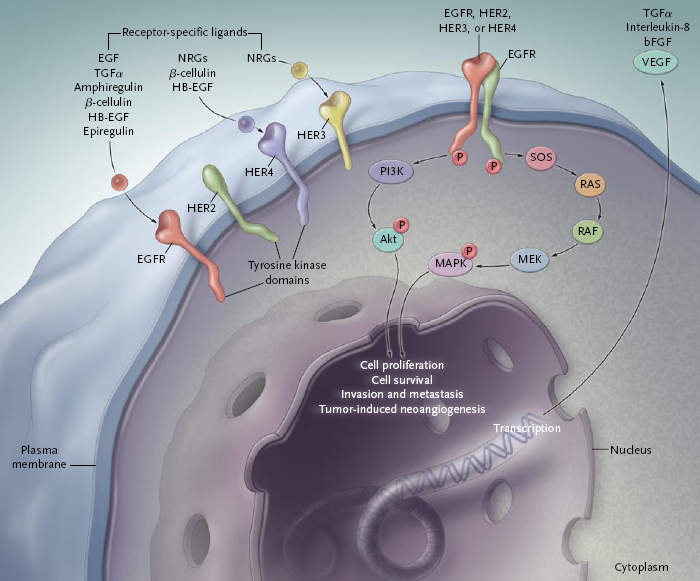 Receptor-specific ligands
EGF
TGFα
Amphiregulin
β-cellulin
HB-EGF
Epiregulin
NRGs
β-cellulin
HB-EGF
NRGs
EGFR, HER2,
HER3, or HER4
EGFR
TGFα
Interleukin-8
bFGF
VEGF
HER3
HER4
HER2
EGFR
Tyrosine kinase
domains
P
P
PI3K
SOS
RAS
RAF
MEK
P
MAPK
P
Akt
Cell proliferation
Cell survival
Invasion and metastasis
Tumor-induced neoangiogenesis
Transcription
Plasma
membrane
Nucleus
Cytoplasm